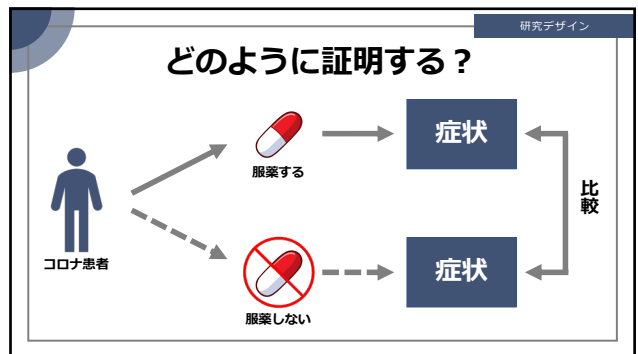 研究デザイン
どのように証明する？
服薬する
症状
コロナ患者
比較
服薬しない
症状